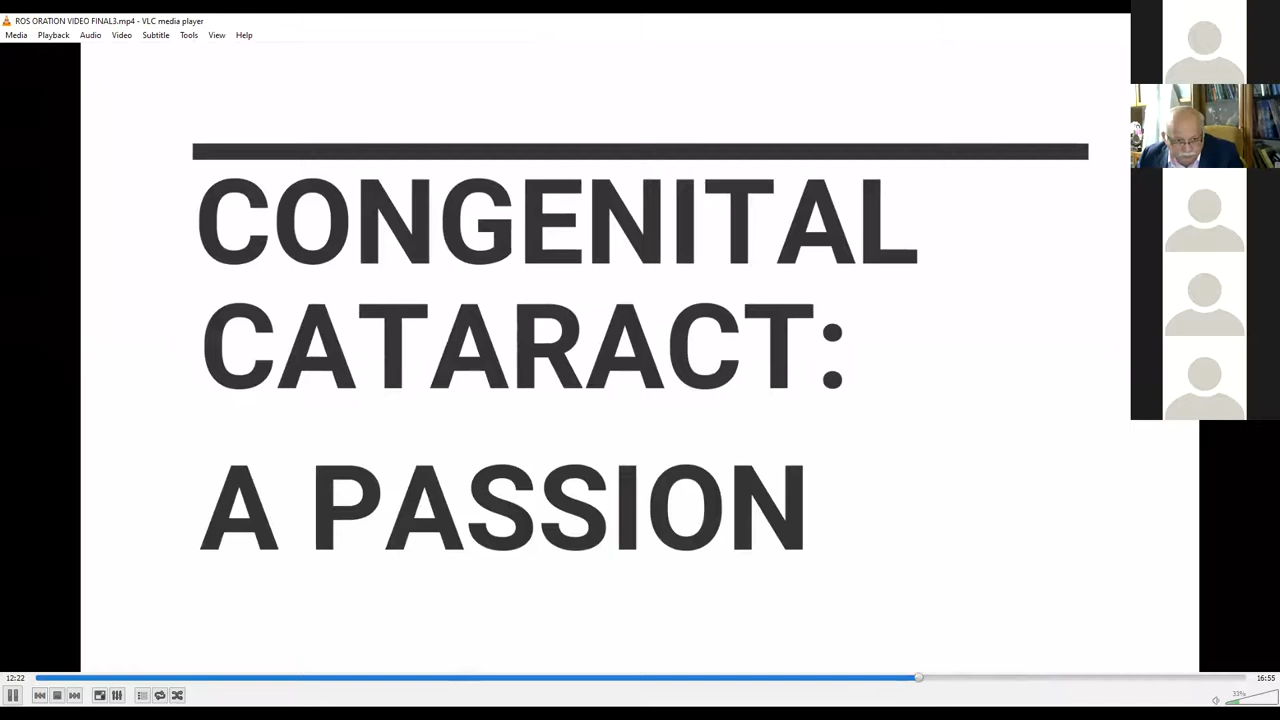 ROS ORATION VIDEO FINAL3.mp4 - VLC media player
Media Playback Audio Video Subtitle Tools View Help
CONGENITAL
CATARACT:
A PASSION
12:22
16:55
33%